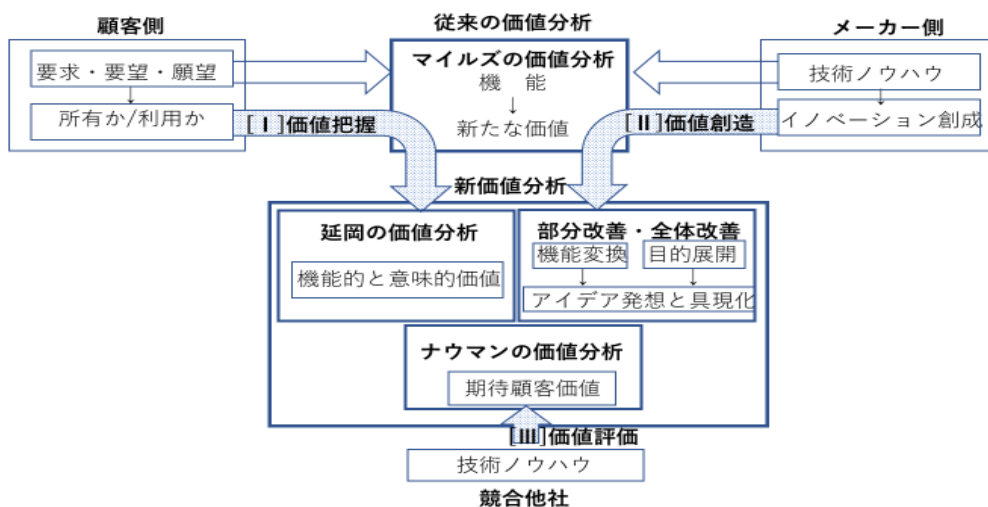 顧客側
従来の価値分析
メーカー側
要求・要望・願望
↓
所有か/利用か
マイルズの価値分析
機　能
↓
新たな価値
技術ノウハウ
↓
イノベーション創成
[Ⅰ]価値把握
[Ⅱ]価値創造
新価値分析
延岡の価値分析
機能的と意味的価値
部分改善・全体改善
機能変換
目的展開
↓
↓
アイデア発想と具現化
ナウマンの価値分析
期待顧客価値
[Ⅲ]価値評価
技術ノウハウ
競合他社